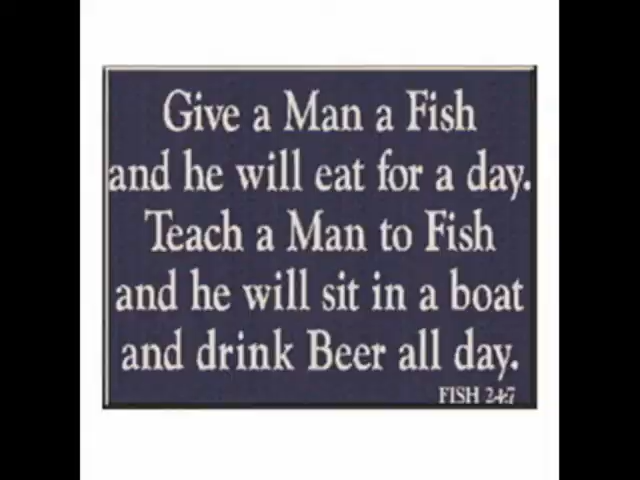 Give a Man a Fish
and he will eat for a day.
Teach a Man to Fish
and he will sit in a boat
and drink Beer all day.
FISH 24:7